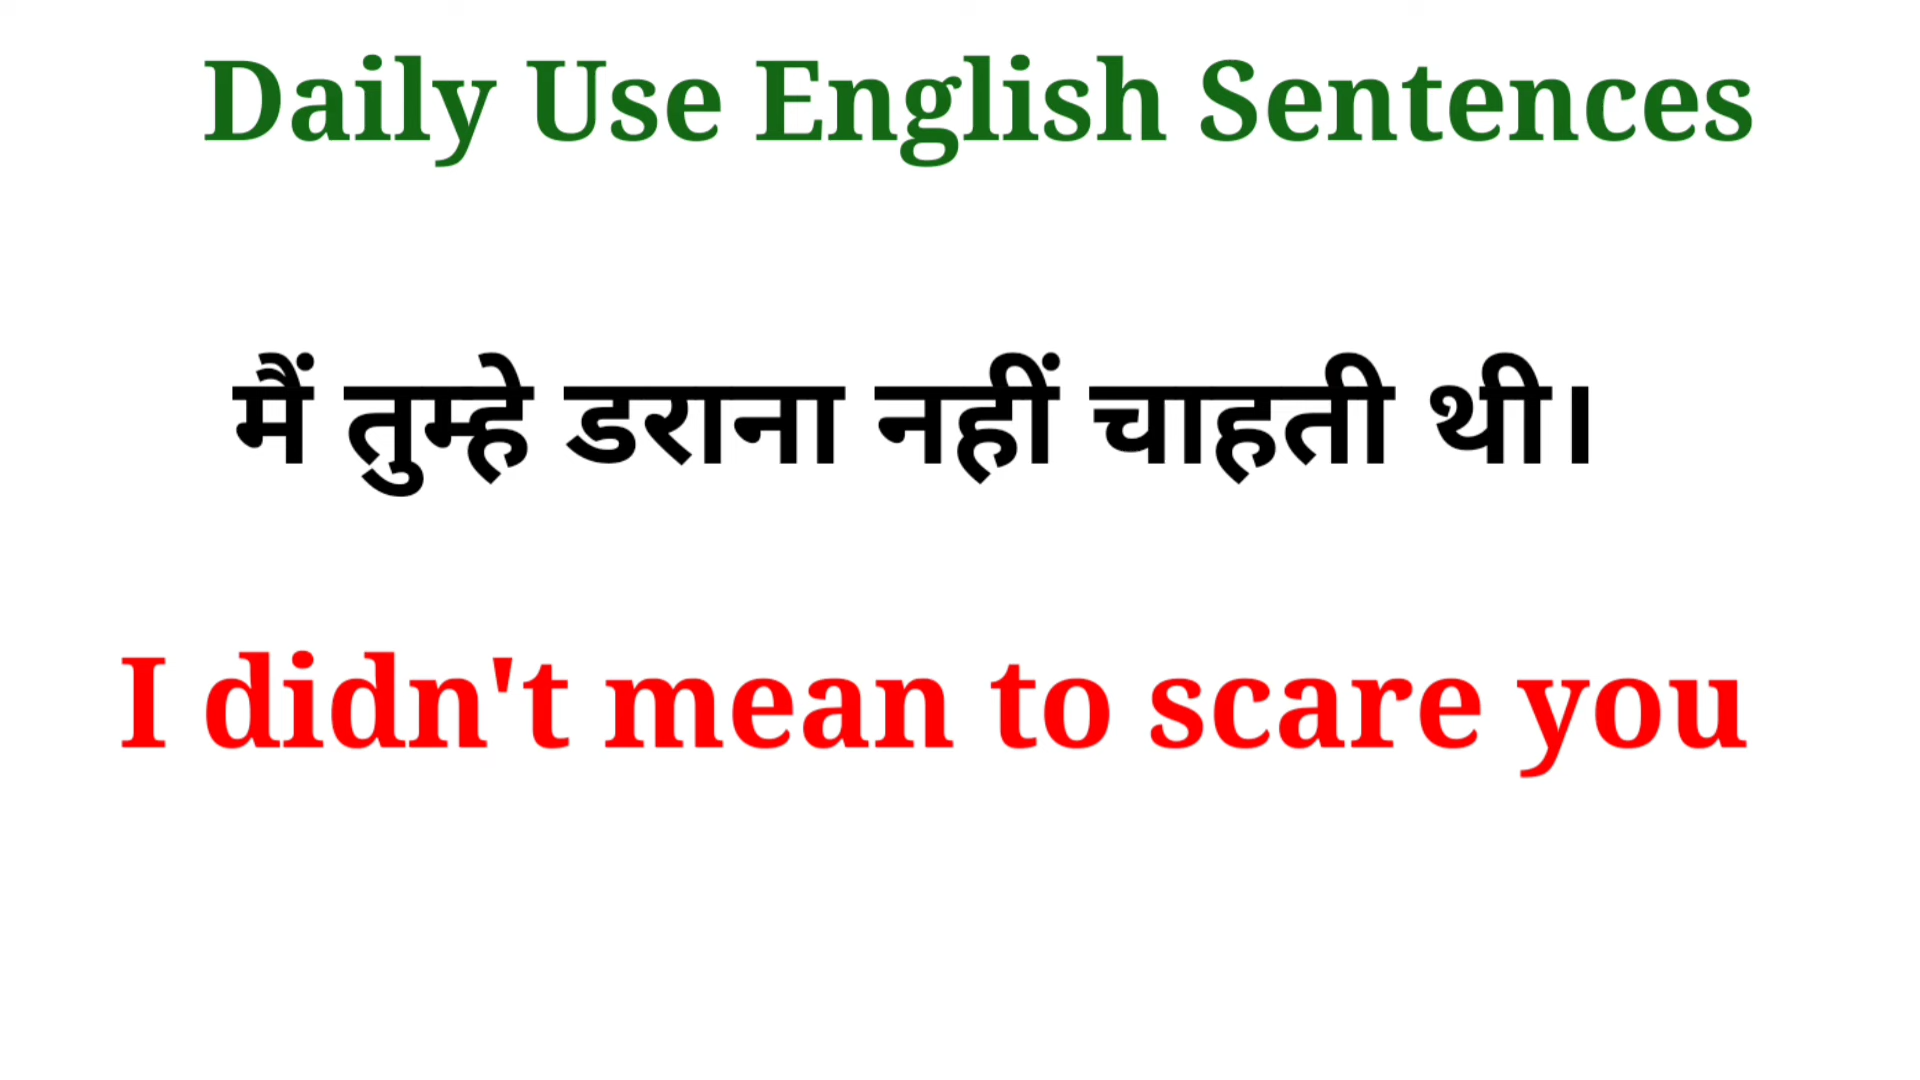 Daily Use English Sentences
मैं तुम्हे डराना नहीं चाहती थी।
I didn't mean to scare you